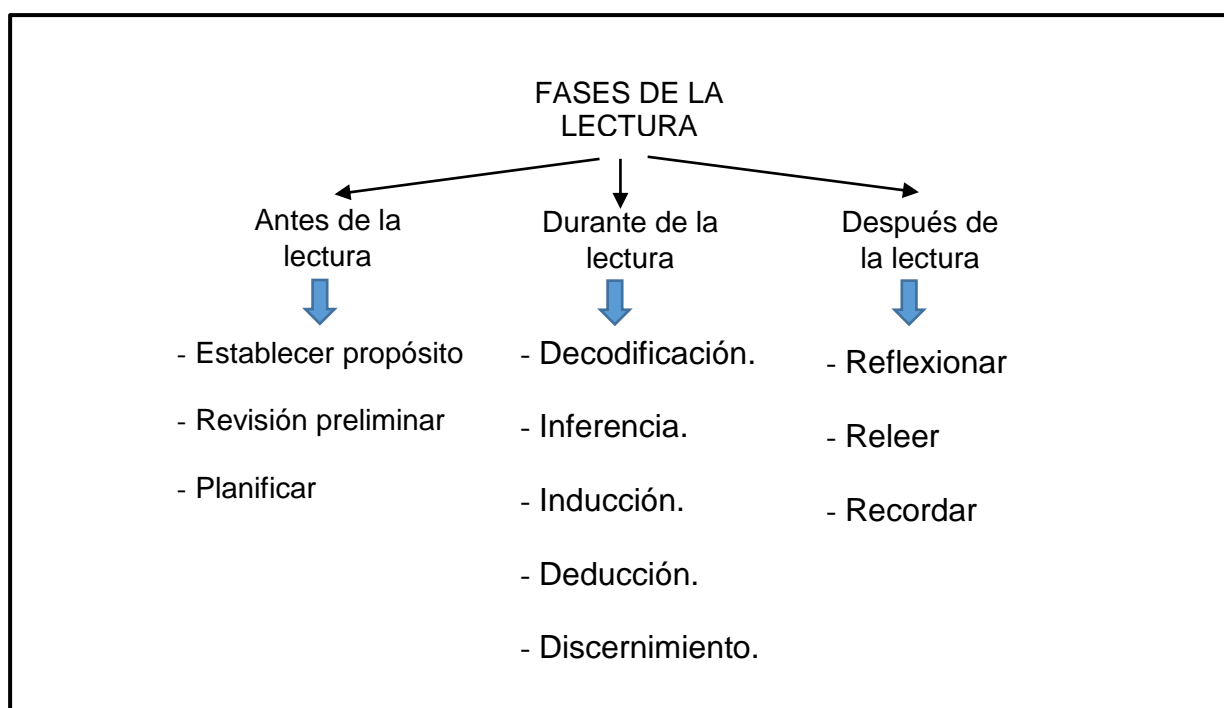 FASES DE LA
LECTURA
Antes de la
lectura
- Establecer propósito
- Revisión preliminar
- Planificar
Durante de la
lectura
- Decodificación.
- Inferencia.
- Inducción.
- Deducción.
- Discernimiento.
Después de
la lectura
- Reflexionar
- Releer
- Recordar